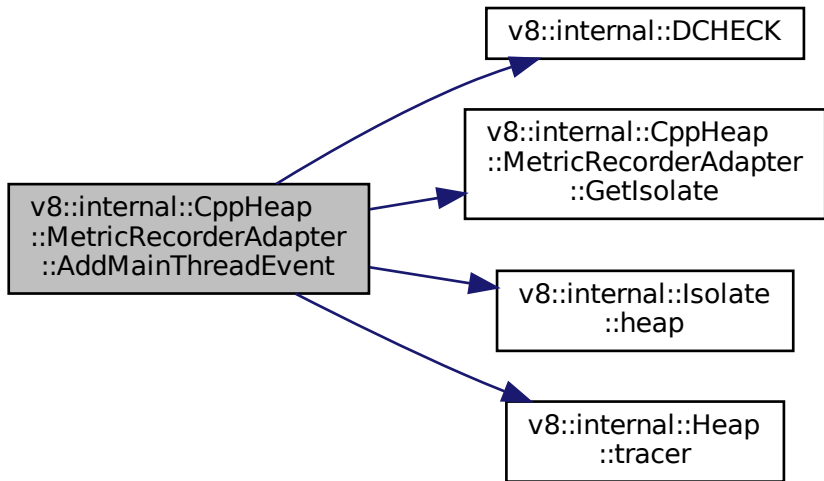 v8::internal::DCHECK
v8::internal::CppHeap
::MetricRecorderAdapter
::GetIsolate
v8::internal::CppHeap
::MetricRecorderAdapter
::AddMainThreadEvent
v8::internal::Isolate
::heap
v8::internal::Heap
::tracer